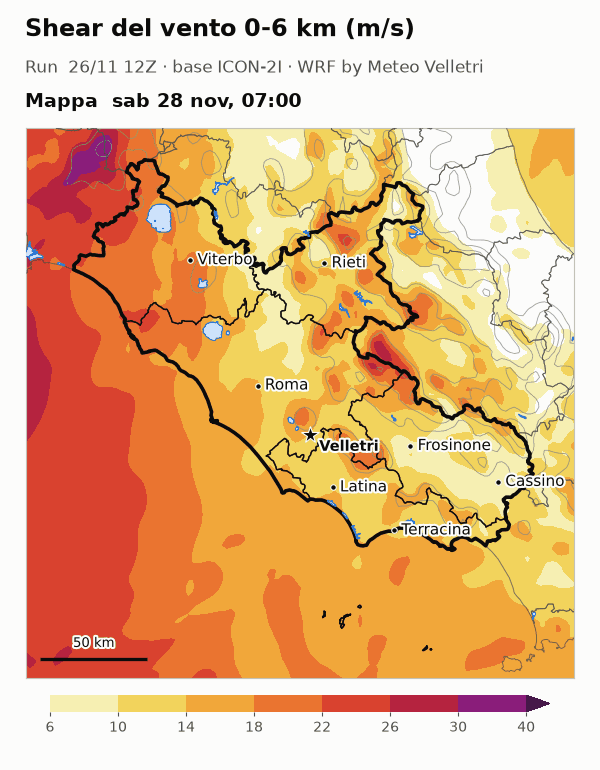 Shear del vento 0-6 km (m/s)
Run  26/11 12Z · base ICON-2I · WRF by Meteo Velletri
Mappa  sab 28 nov, 07:00
Viterbo
Rieti
Roma
Velletri
Frosinone
Latina
Cassino
Terracina
50 km
6 10 14 18 22 26 30 40